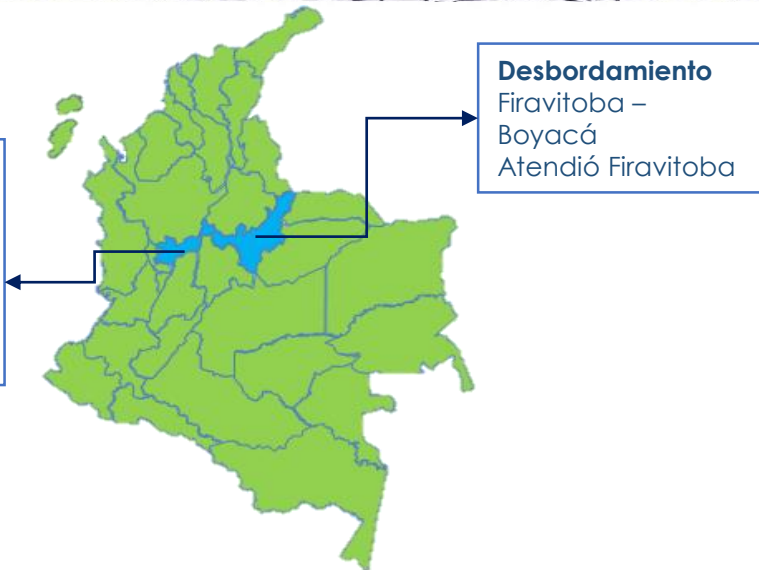 Desbordamiento
Firavitoba –
Boyacá
Atendió Firavitoba